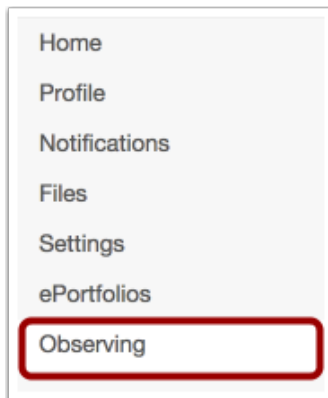 Home
Profile
Notifications
Files
Settings
ePortfolios
Observing